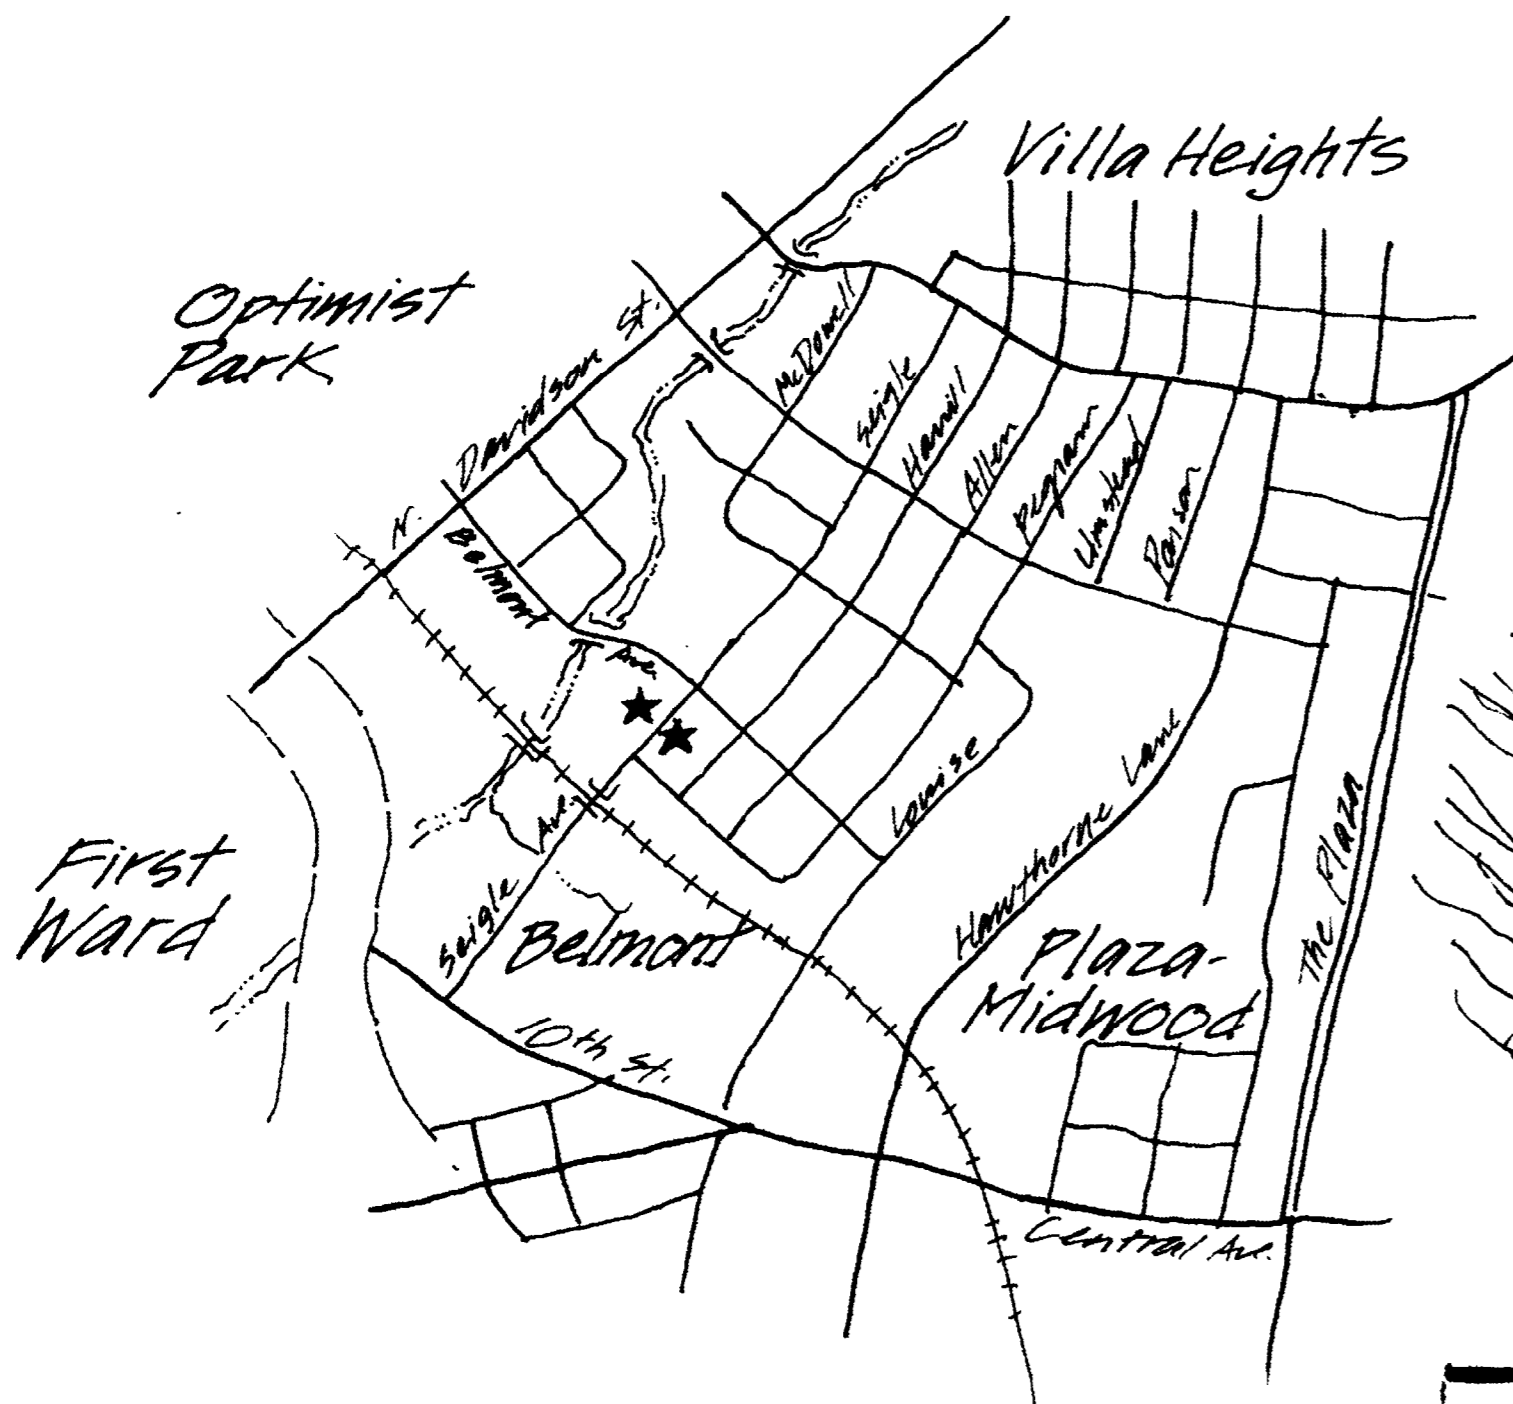 Villa Heights
Optimist
Park
N. Davidson St.
McDowell
Seigle
Harrill
Allen
Pegram
Umstead
Parson
Belmont
Ave.
Louise
Hawthorne Lane
The Plaza
First
Ward
Seigle Ave.
Belmont
Plaza-
Midwood
10th St.
Central Ave.